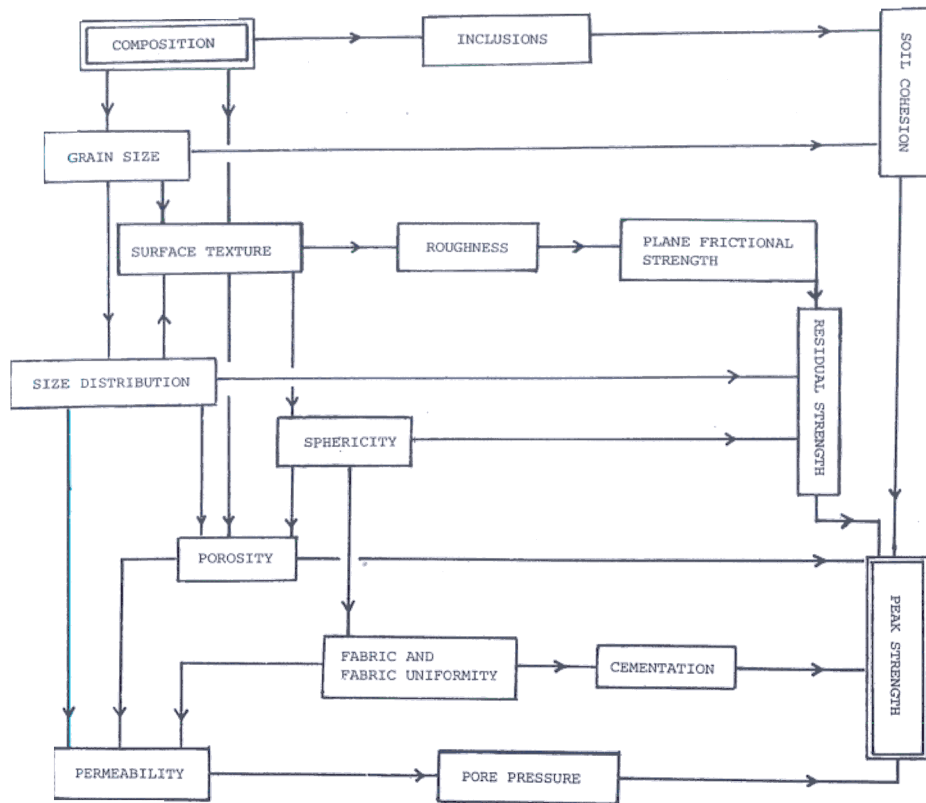 COMPOSITION
INCLUSIONS
SOIL COHESION
GRAIN SIZE
SURFACE TEXTURE
ROUGHNESS
PLANE FRICTIONAL
STRENGTH
RESIDUAL STRENGTH
SIZE DISTRIBUTION
SPHERICITY
POROSITY
PEAK STRENGTH
FABRIC AND
FABRIC UNIFORMITY
CEMENTATION
PERMEABILITY
PORE PRESSURE